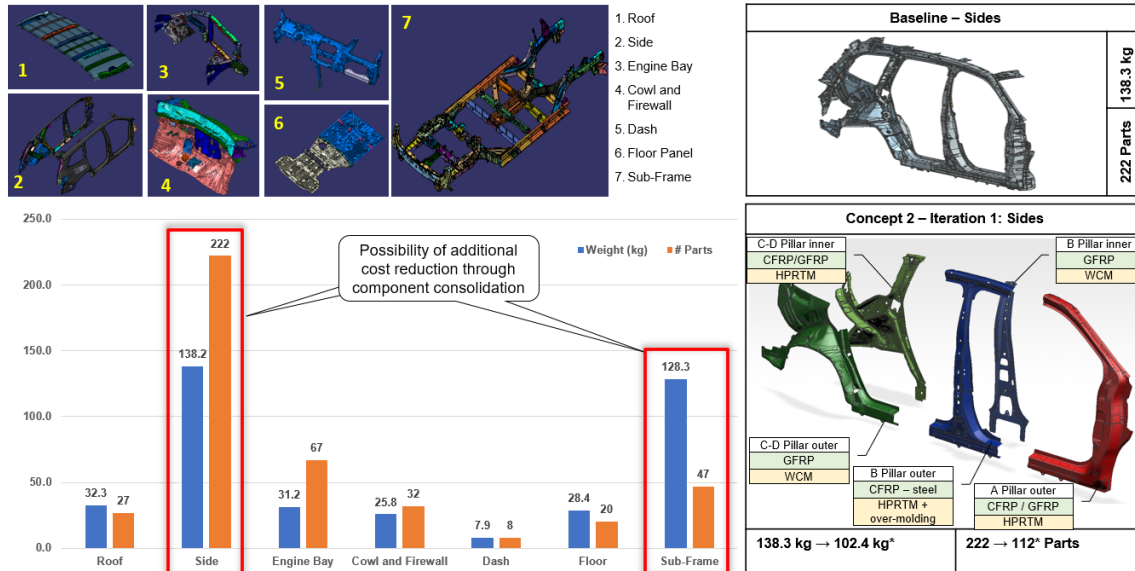 1
2
3
4
5
6
7
1. Roof
2. Side
3. Engine Bay
4. Cowl and
Firewall
5. Dash
6. Floor Panel
7. Sub-Frame
Baseline – Sides
138.3 kg
222 Parts
250.0
200.0
150.0
100.0
50.0
0.0
Possibility of additional
cost reduction through
component consolidation
Weight (kg)
# Parts
32.3
27
138.2
222
31.2
67
25.8
32
7.9
8
28.4
20
128.3
47
Roof
Side
Engine Bay
Cowl and Firewall
Dash
Floor
Sub-Frame
Concept 2 – Iteration 1: Sides
C-D Pillar inner
CFRP/GFRP
HPRTM
B Pillar inner
GFRP
WCM
C-D Pillar outer
GFRP
WCM
B Pillar outer
CFRP – steel
HPRTM +
over-molding
A Pillar outer
CFRP / GFRP
HPRTM
138.3 kg → 102.4 kg*
222 → 112* Parts